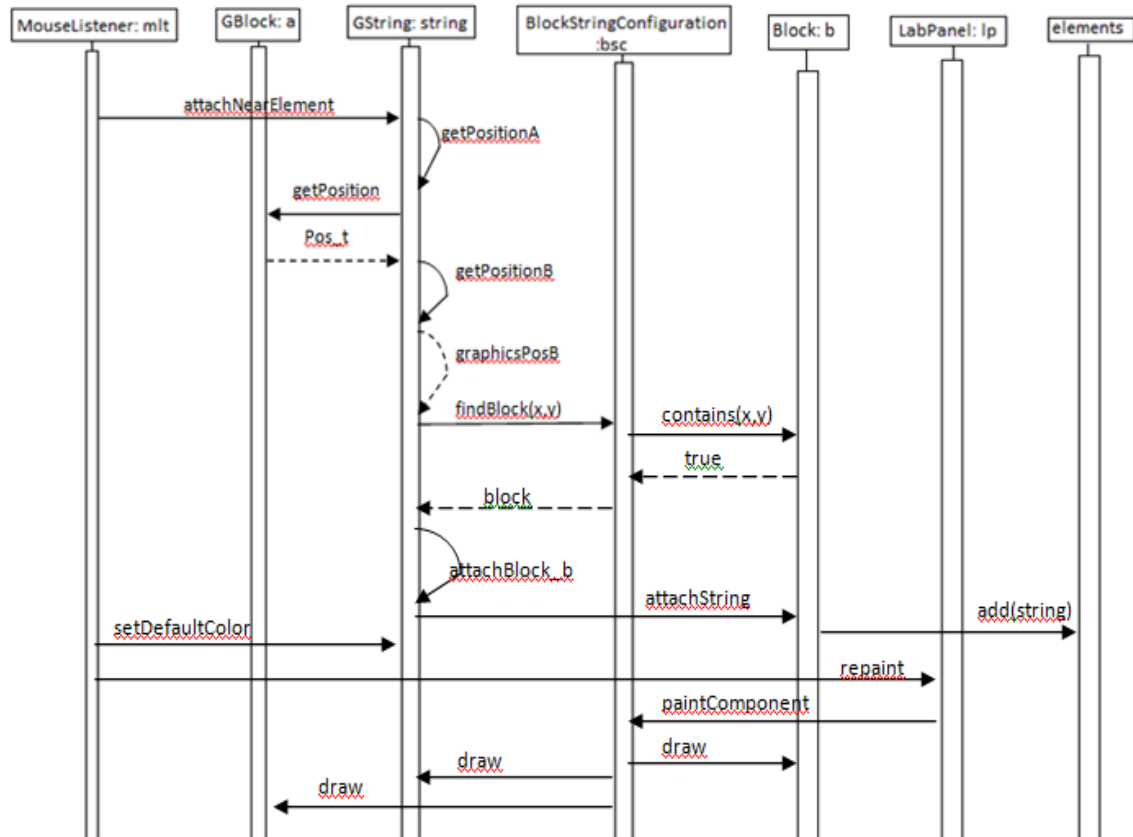 MouseListener: mlt
GBlock: a
GString: string
BlockStringConfiguration
:bsc
Block: b
LabPanel: lp
elements
attachNearElement
getPositionA
getPosition
Pos_t
getPositionB
graphicsPosB
findBlock(x,y)
contains(x,y)
true
block
attachBlock_b
attachString
add(string)
setDefaultColor
repaint
paintComponent
draw
draw
draw